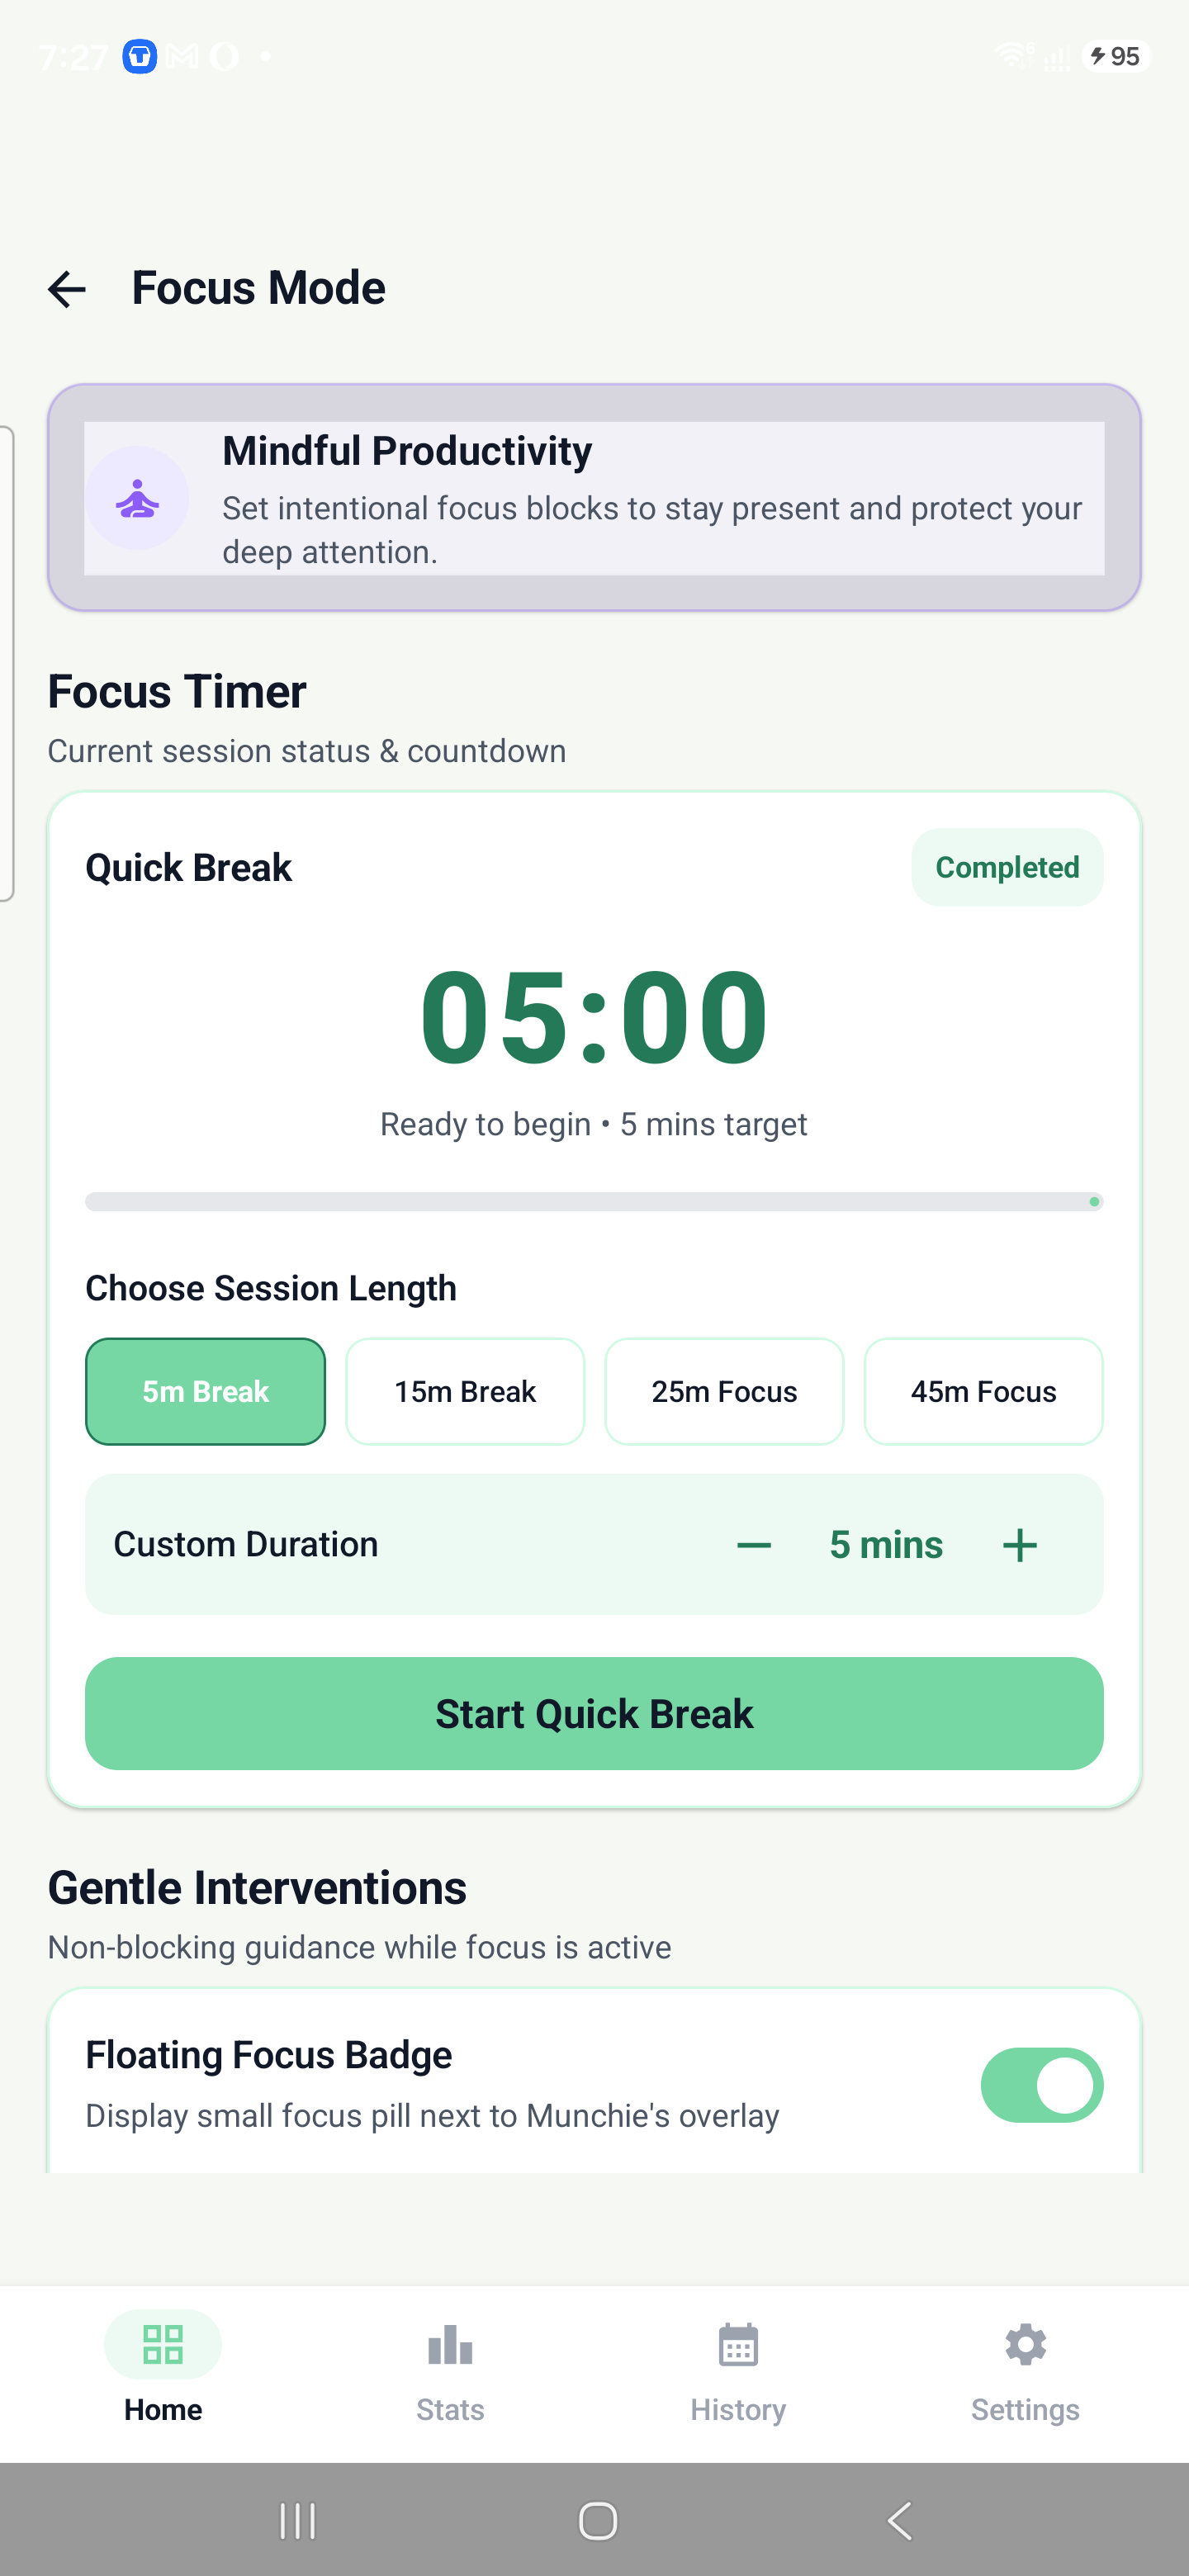 7:27
6
95
Focus Mode
Mindful Productivity
Set intentional focus blocks to stay present and protect your
deep attention.
Focus Timer
Current session status & countdown
Quick Break
Completed
05:00
Ready to begin • 5 mins target
Choose Session Length
5m Break
15m Break
25m Focus
45m Focus
Custom Duration
5 mins
Start Quick Break
Gentle Interventions
Non-blocking guidance while focus is active
Floating Focus Badge
Display small focus pill next to Munchie's overlay
Home
Stats
History
Settings